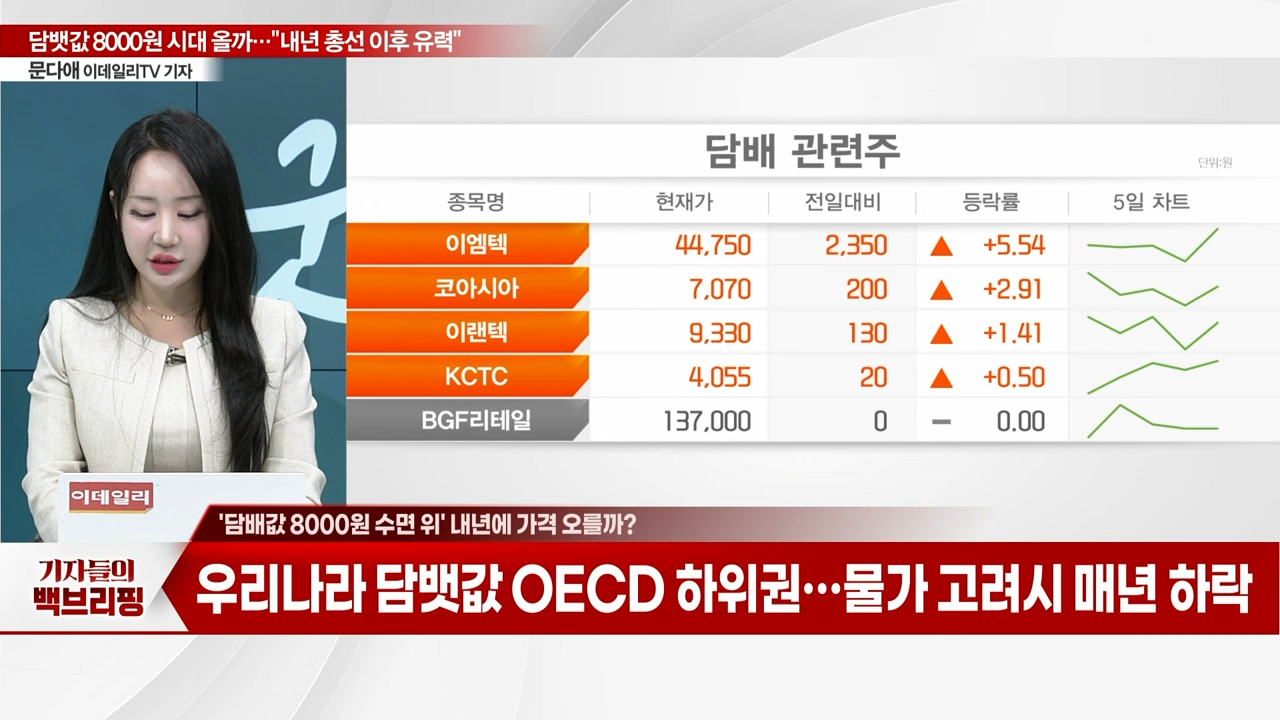 담뱃값 8000원 시대 올까…"내년 총선 이후 유력"
문다애 이데일리TV 기자
담배 관련주
단위:원
종목명 현재가 전일대비 등락률 5일 차트
이엠텍 44,750 2,350 ▲ +5.54
코아시아 7,070 200 ▲ +2.91
이랜텍 9,330 130 ▲ +1.41
KCTC 4,055 20 ▲ +0.50
BGF리테일 137,000 0 - 0.00
이데일리
'담배값 8000원 수면 위' 내년에 가격 오를까?
기자들의
백브리핑
우리나라 담뱃값 OECD 하위권…물가 고려시 매년 하락